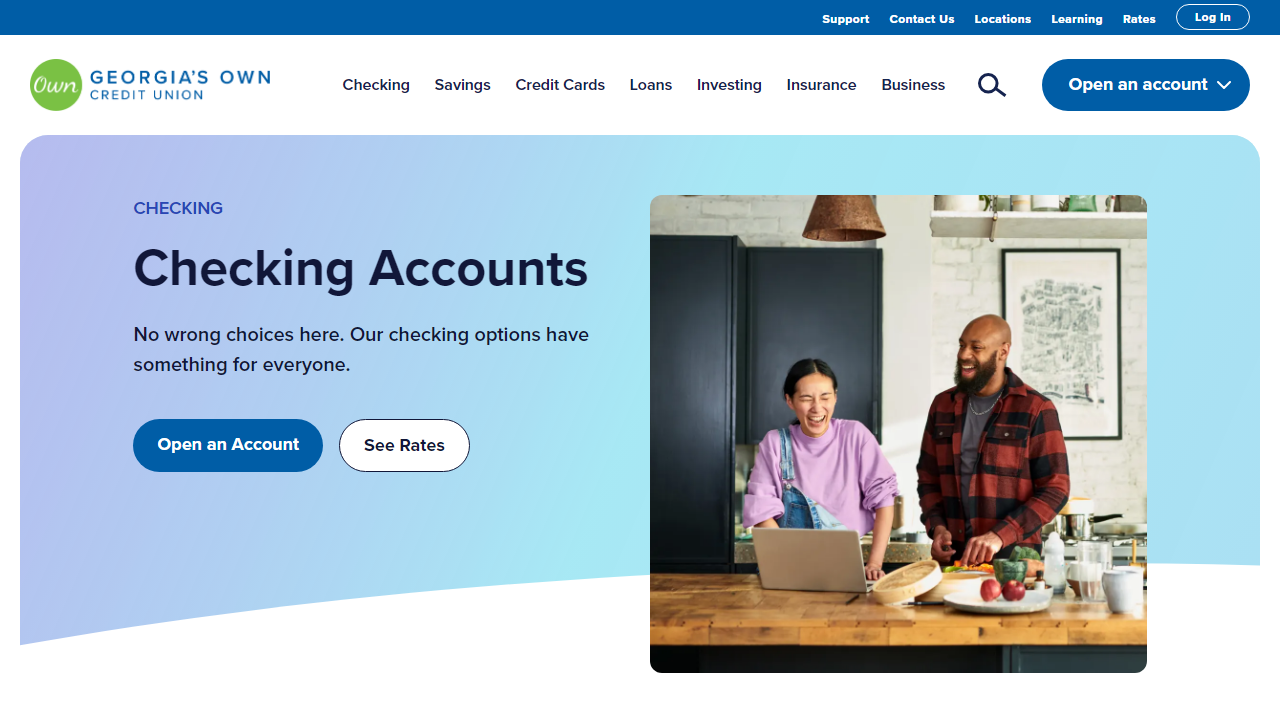 Support Contact Us Locations Learning Rates Log In
Own GEORGIA'S OWN
CREDIT UNION
Checking Savings Credit Cards Loans Investing Insurance Business Open an account
CHECKING
Checking Accounts
No wrong choices here. Our checking options have
something for everyone.
Open an Account See Rates